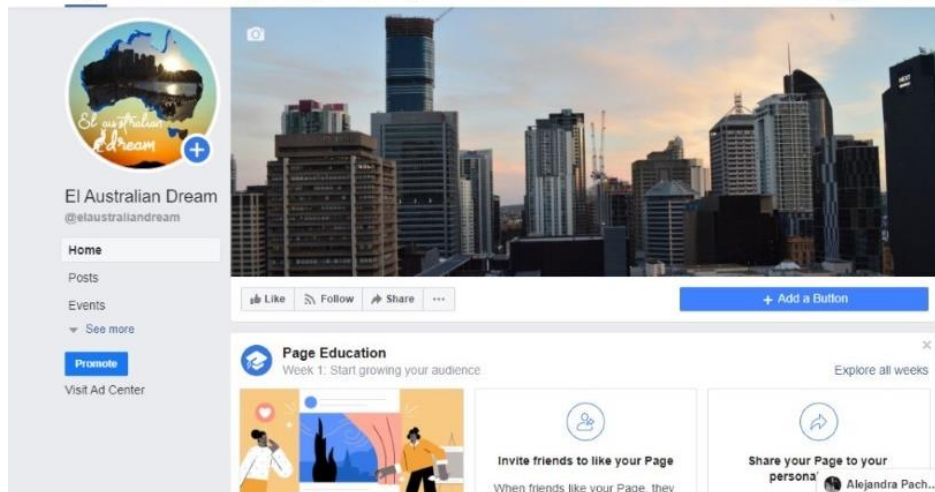 El australian
dream
El Australian Dream
@elaustraliandream
Home
Posts
Events
See more
Promote
Visit Ad Center
Like Follow Share ...
+ Add a Button
Page Education
Week 1: Start growing your audience
Explore all weeks
Invite friends to like your Page
When friends like your Page, they
Share your Page to your
persona
Alejandra Pach...